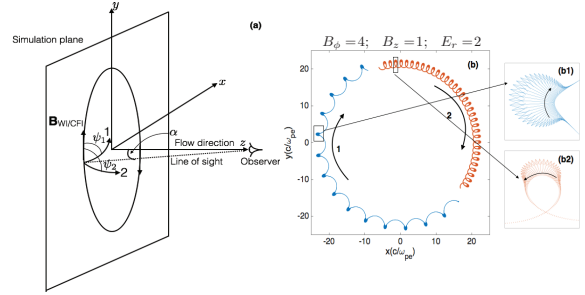 y
(a)
Simulation plane
x
B_WI/CFI
ψ_1
1
α
z
Flow direction
ψ_2
2
Line of sight
Observer
B_ϕ = 4; B_z = 1; E_r = 2
(b)
20
10
0
−10
−20
y(c/ω_pe)
1
2
−20
−10
0
10
20
x(c/ω_pe)
(b1)
(b2)